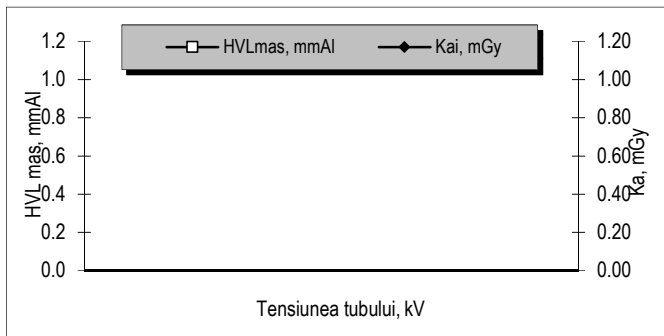 HVLmas, mmAl
Kai, mGy
HVL mas, mmAl
1.2
1.0
0.8
0.6
0.4
0.2
0.0
1.20
1.00
0.80
0.60
0.40
0.20
0.00
Ka, mGy
Tensiunea tubului, kV